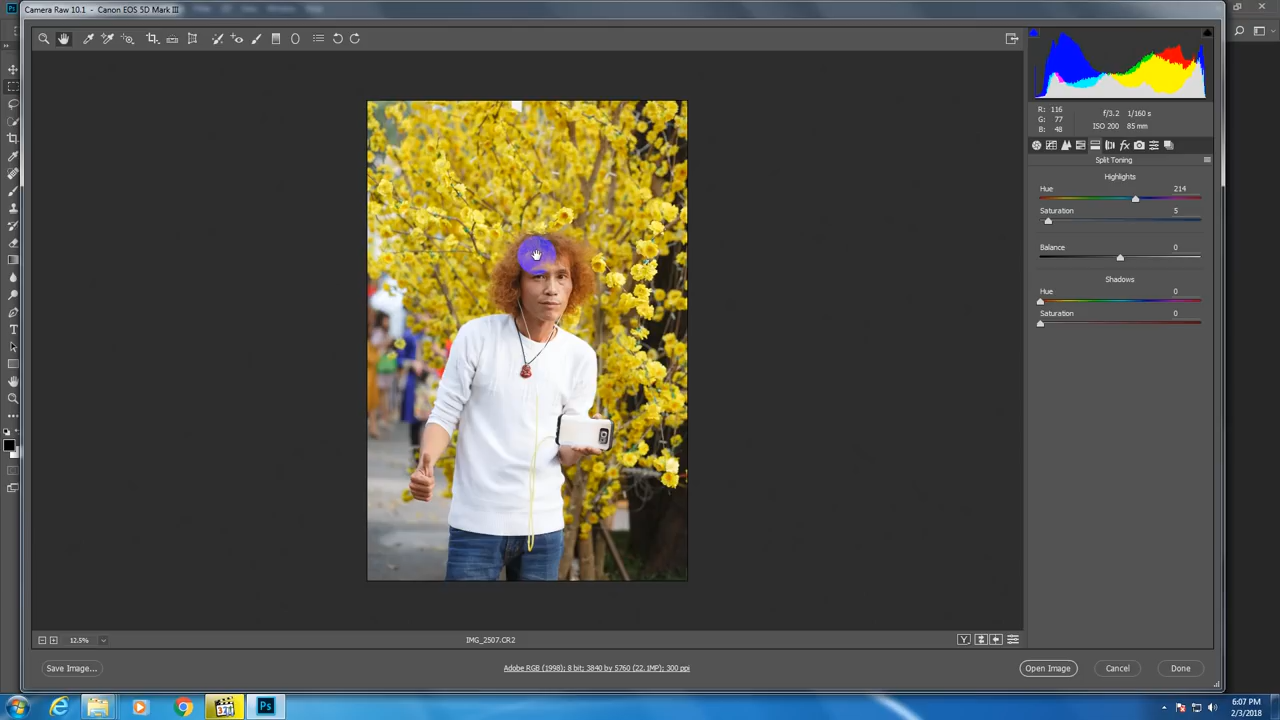 Camera Raw 10.1 - Canon EOS 5D Mark III
R: 116
G: 77
B: 48
f/3.2 1/160 s
ISO 200 85 mm
Split Toning
Highlights
Hue 214
Saturation 5
Balance 0
Shadows
Hue 0
Saturation 0
12.5%
IMG_2507.CR2
Y
Save Image...
Adobe RGB (1998); 8 bit; 3840 by 5760 (22.1MP); 300 ppi
Open Image
Cancel
Done
Ps
6:07 PM
2/3/2018